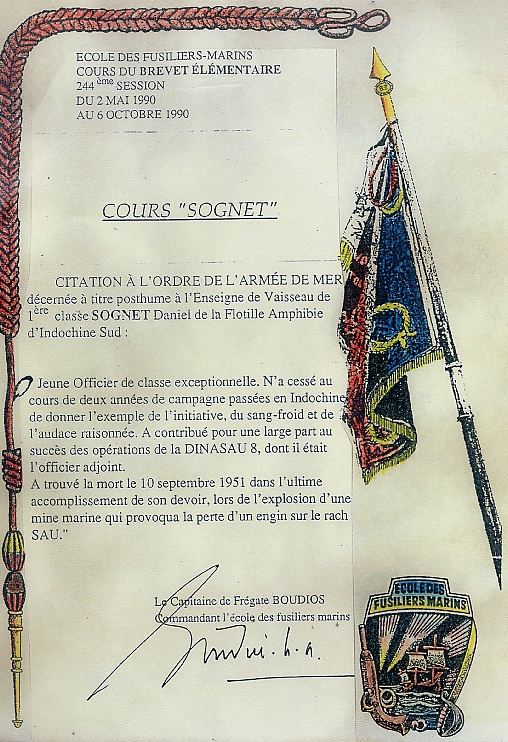 ECOLE DES FUSILIERS-MARINS
COURS DU BREVET ÉLÉMENTAIRE
244 ème SESSION
DU 2 MAI 1990
AU 6 OCTOBRE 1990
COURS "SOGNET"
CITATION À L'ORDRE DE L'ARMÉE DE MER
décernée à titre posthume à l'Enseigne de Vaisseau de
1ère classe SOGNET Daniel de la Flotille Amphibie
d'Indochine Sud :
Jeune Officier de classe exceptionelle. N'a cessé au
cours de deux années de campagne passées en Indochine
de donner l'exemple de l'initiative, du sang-froid et de
l'audace raisonnée. A contribué pour une large part au
succès des opérations de la DINASAU 8, dont il était
l'officier adjoint.
A trouvé la mort le 10 septembre 1951 dans l'ultime
accomplissement de son devoir, lors de l'explosion d'une
mine marine qui provoqua la perte d'un engin sur le rach
SAU."
Le Capitaine de Frégate BOUDIOS
Commandant l'école des fusiliers marins
ECOLE DES
FUSILIERS MARINS